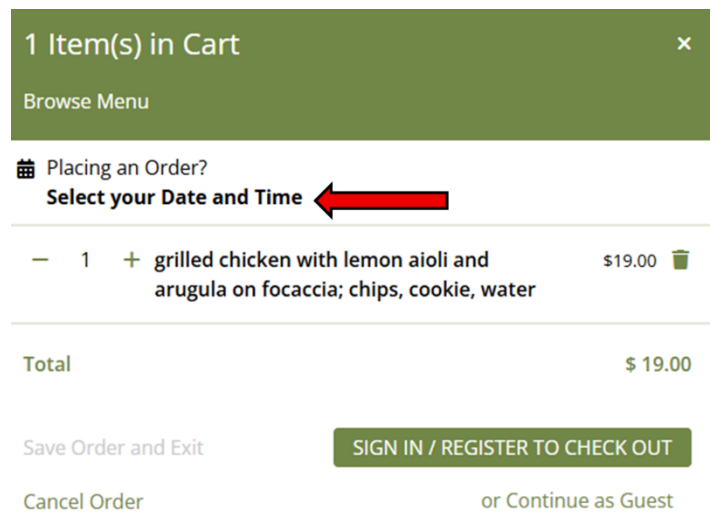 1 Item(s) in Cart ×
Browse Menu
Placing an Order?
Select your Date and Time
− 1 + grilled chicken with lemon aioli and $19.00
arugula on focaccia; chips, cookie, water
Total $ 19.00
Save Order and Exit SIGN IN / REGISTER TO CHECK OUT
Cancel Order or Continue as Guest